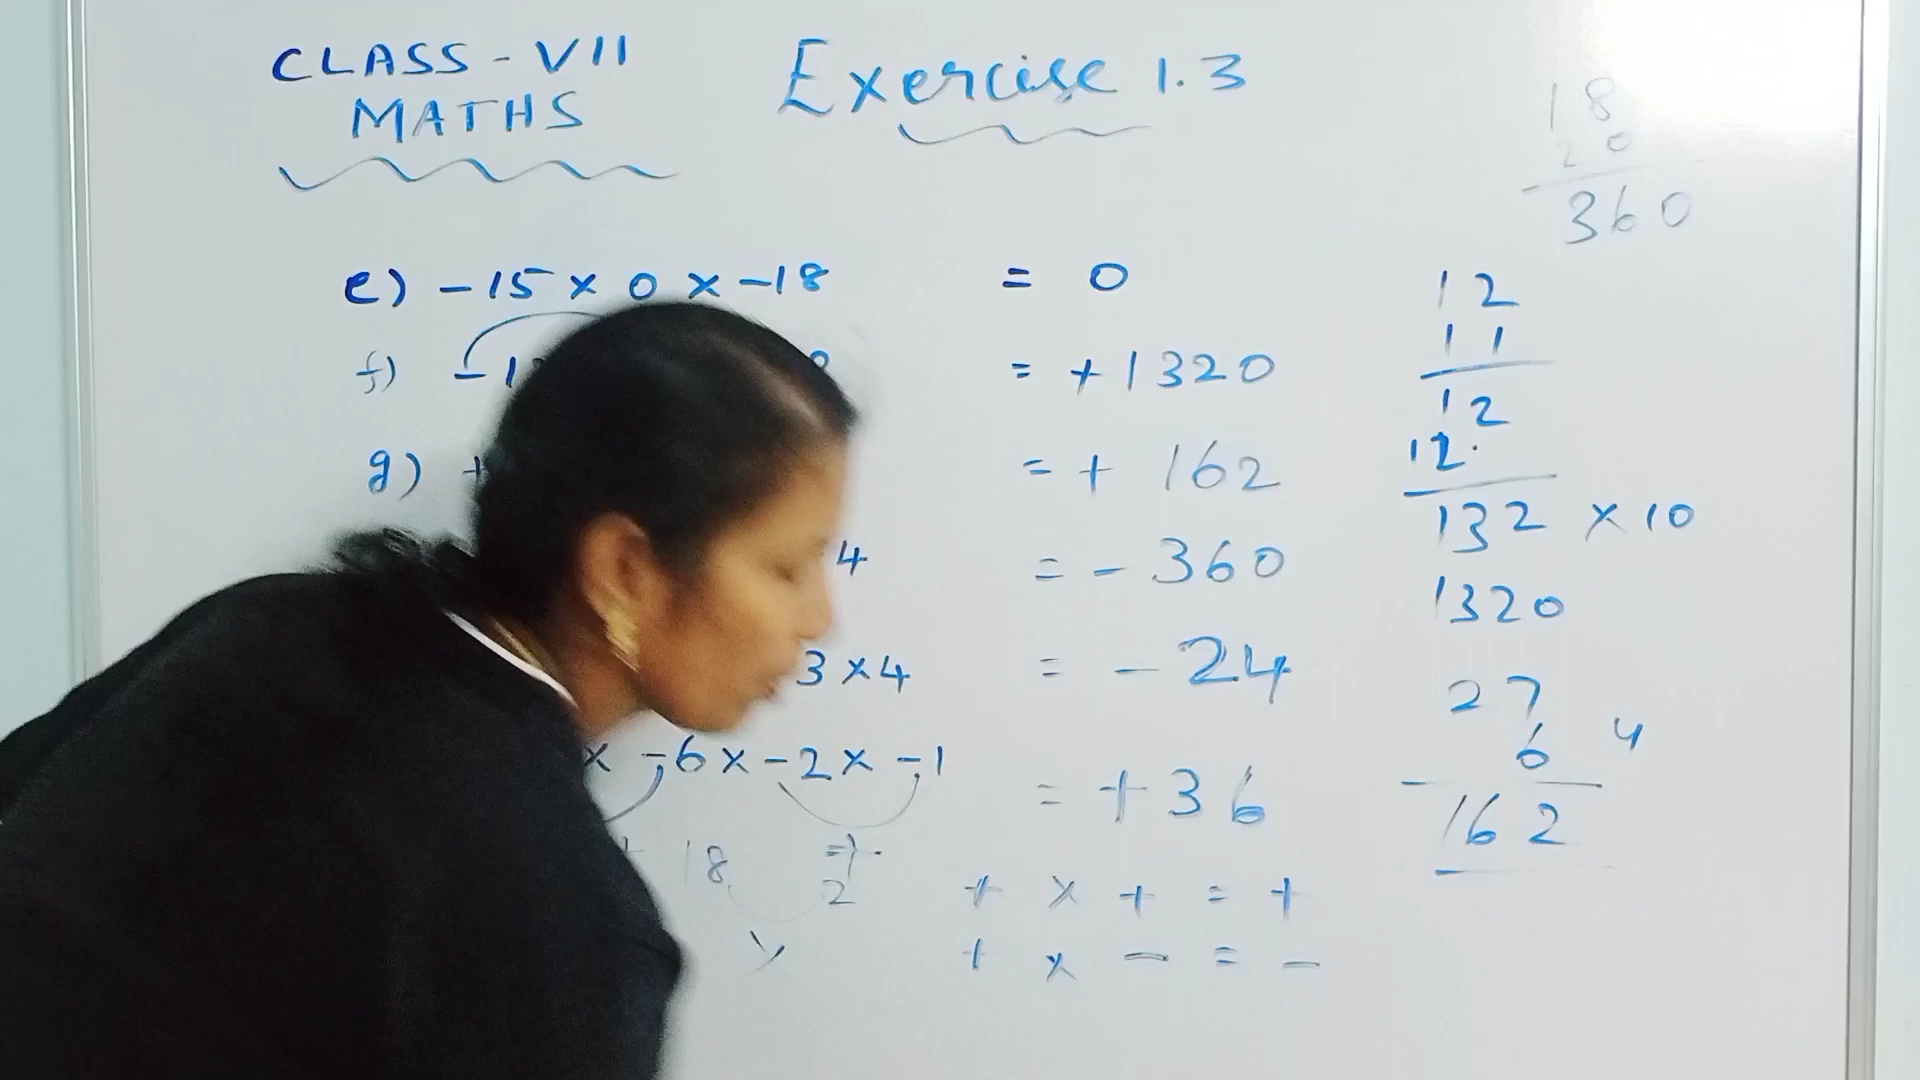 CLASS - VII
MATHS
Exercise 1.3
e) -15 x 0 x -18 = 0
f) -1 = +1320
g) + = + 162
4 = - 360
3 x 4 = - 24
x -6 x -2 x -1 = + 36
+ 18 2
+ x + = +
+ x - = -
18
20
360
12
11
12
12.
132 x 10
1320
27
6 4
162